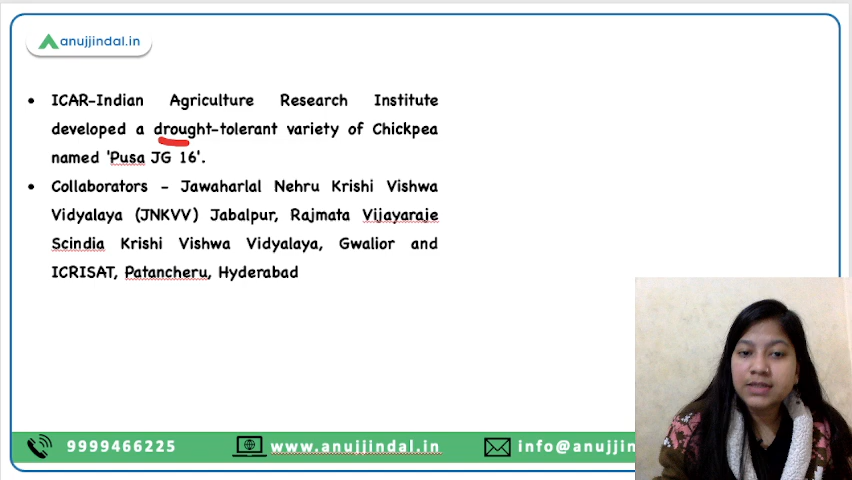 anujjindal.in
• ICAR-Indian Agriculture Research Institute
developed a drought-tolerant variety of Chickpea
named 'Pusa JG 16'.
• Collaborators - Jawaharlal Nehru Krishi Vishwa
Vidyalaya (JNKVV) Jabalpur, Rajmata Vijayaraje
Scindia Krishi Vishwa Vidyalaya, Gwalior and
ICRISAT, Patancheru, Hyderabad
9999466225 www.anujjindal.in info@anujjin